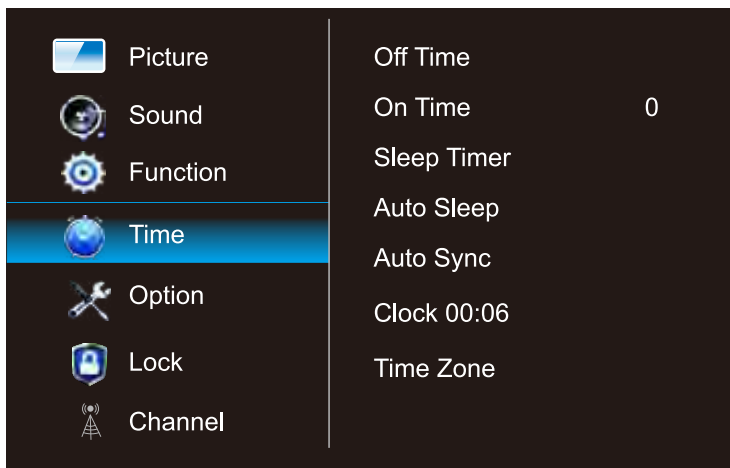 Picture
Sound
Function
Time
Option
Lock
Channel
Off Time
On Time 0
Sleep Timer
Auto Sleep
Auto Sync
Clock 00:06
Time Zone